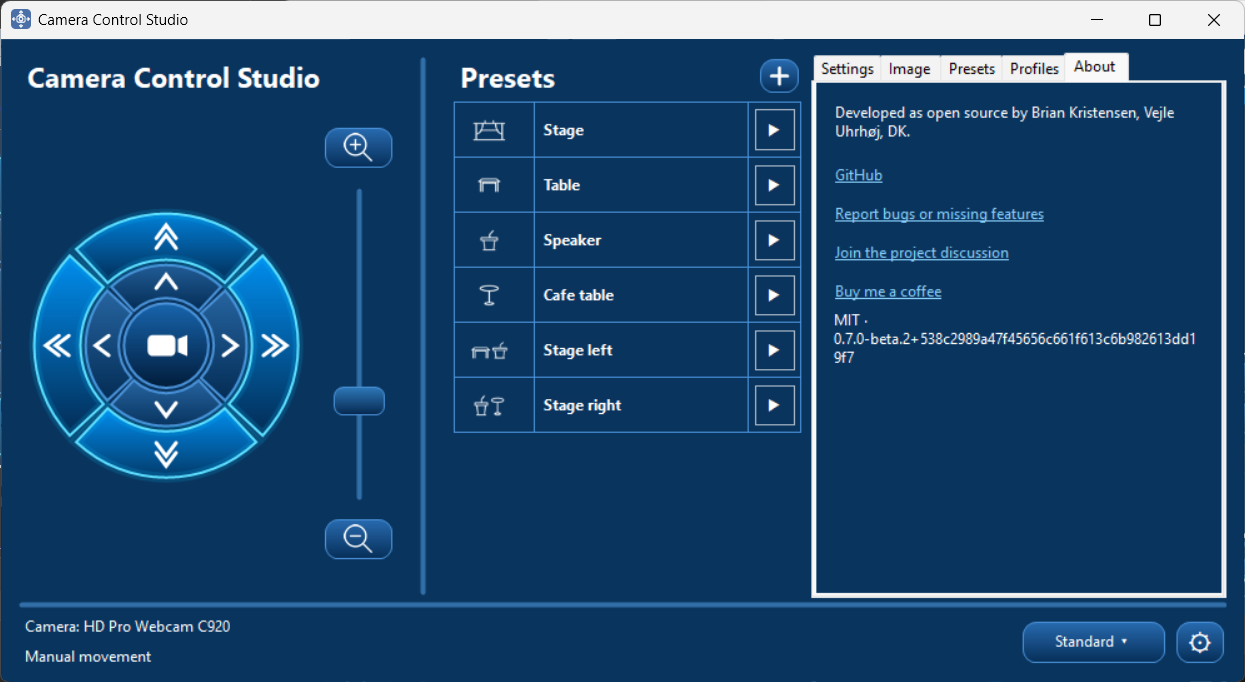 Camera Control Studio
Camera Control Studio
Presets
Stage
Table
Speaker
Cafe table
Stage left
Stage right
Settings
Image
Presets
Profiles
About
Developed as open source by Brian Kristensen, Vejle
Uhrhøj, DK.
GitHub
Report bugs or missing features
Join the project discussion
Buy me a coffee
MIT ·
0.7.0-beta.2+538c2989a47f45656c661f613c6b982613dd1
9f7
Camera: HD Pro Webcam C920
Manual movement
Standard